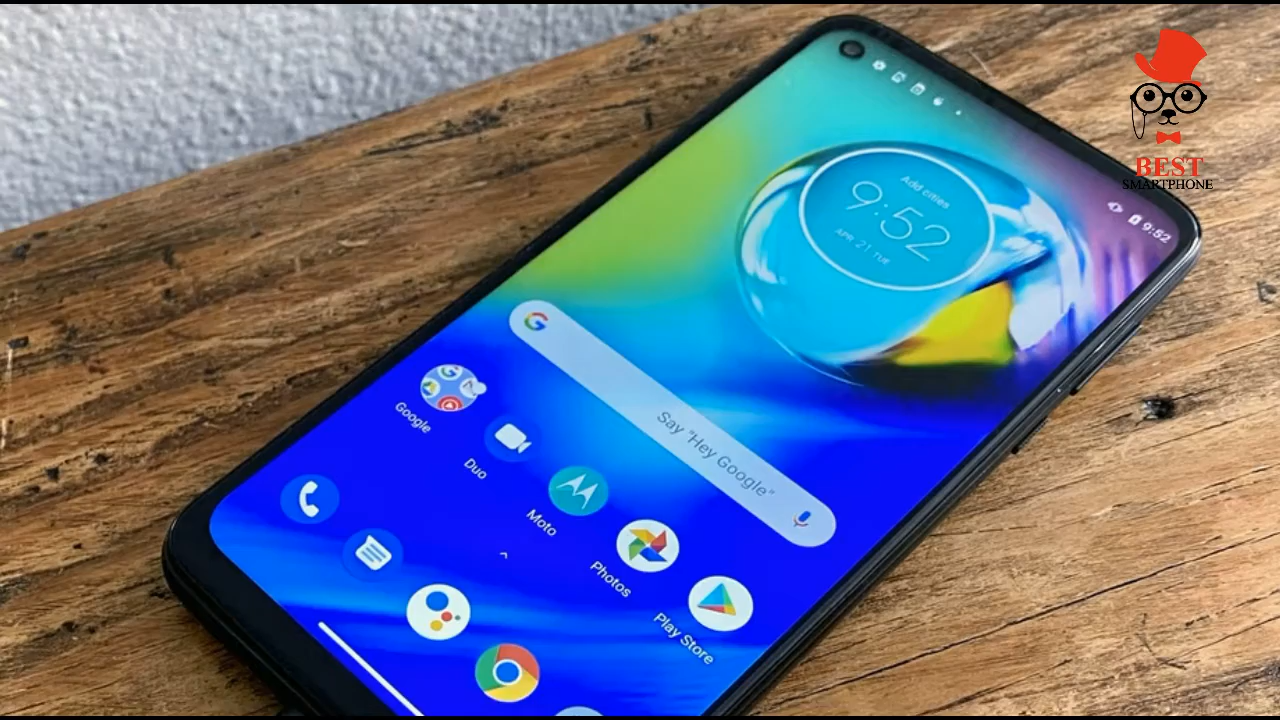 BEST
SMARTPHONE
9:52
Add cities
9:52
APR 21 TUE
Say "Hey Google"
Google
Duo
Moto
Photos
Play Store